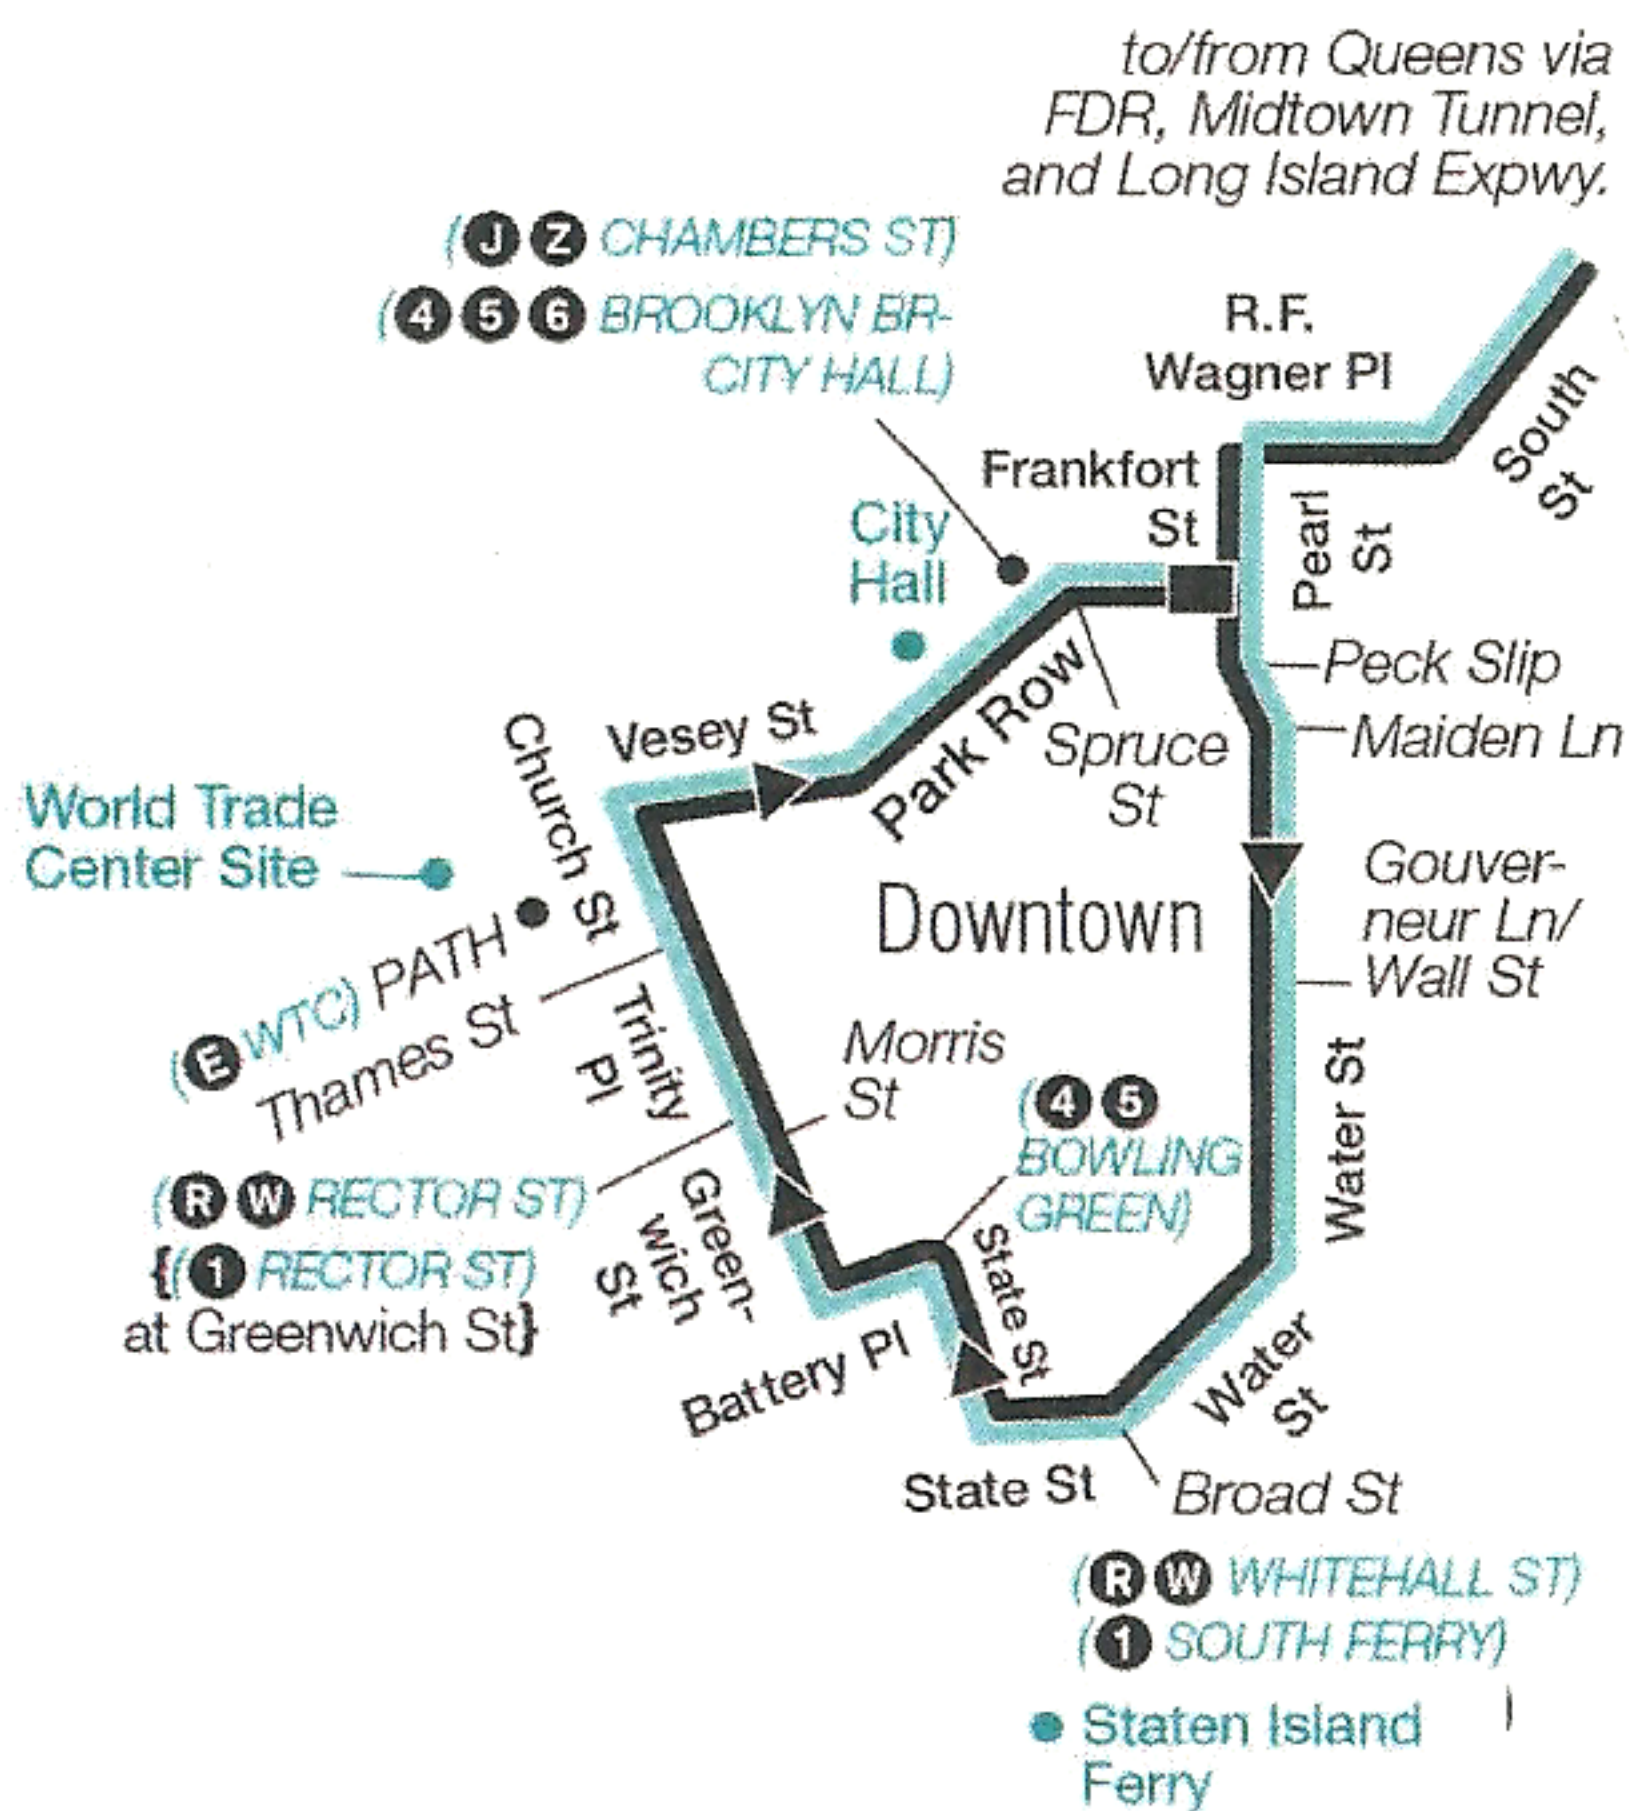 to/from Queens via
FDR, Midtown Tunnel,
and Long Island Expwy.
(J Z CHAMBERS ST)
(4 5 6 BROOKLYN BR-
CITY HALL)
R.F.
Wagner Pl
South
St
Frankfort
St
Pearl
St
City
Hall
Peck Slip
Maiden Ln
Park Row
Spruce
St
Vesey St
Church St
World Trade
Center Site
Downtown
Gouver-
neur Ln/
Wall St
(E WTC) PATH
Thames St
Trinity
Pl
Morris
St
(4 5
BOWLING
GREEN)
Water St
(R W RECTOR ST)
{(1 RECTOR ST)
at Greenwich St}
Green-
wich
St
State St
Battery Pl
Water
St
State St
Broad St
(R W WHITEHALL ST)
(1 SOUTH FERRY)
Staten Island
Ferry